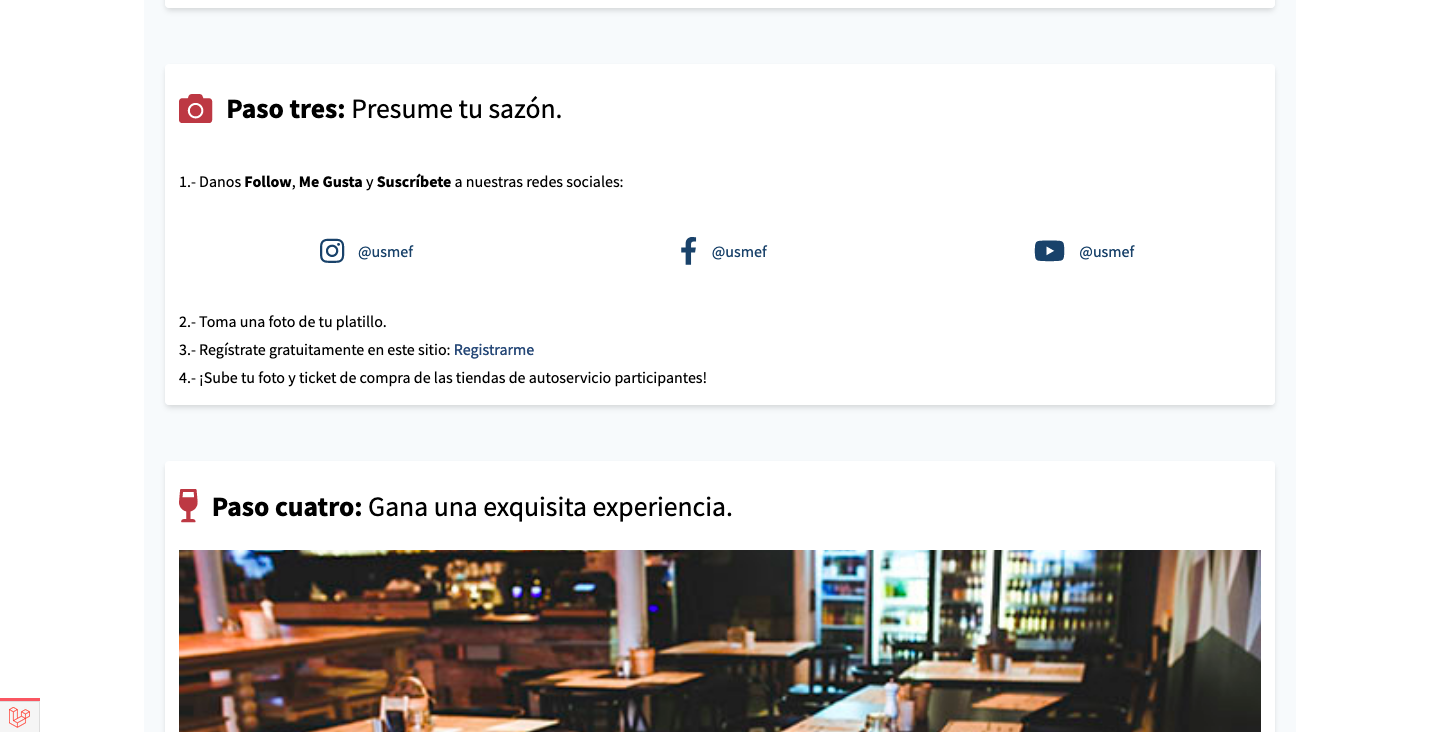 Paso tres: Presume tu sazón.
1.- Danos Follow, Me Gusta y Suscríbete a nuestras redes sociales:
@usmef @usmef @usmef
2.- Toma una foto de tu platillo.
3.- Regístrate gratuitamente en este sitio: Registrarme
4.- ¡Sube tu foto y ticket de compra de las tiendas de autoservicio participantes!
Paso cuatro: Gana una exquisita experiencia.